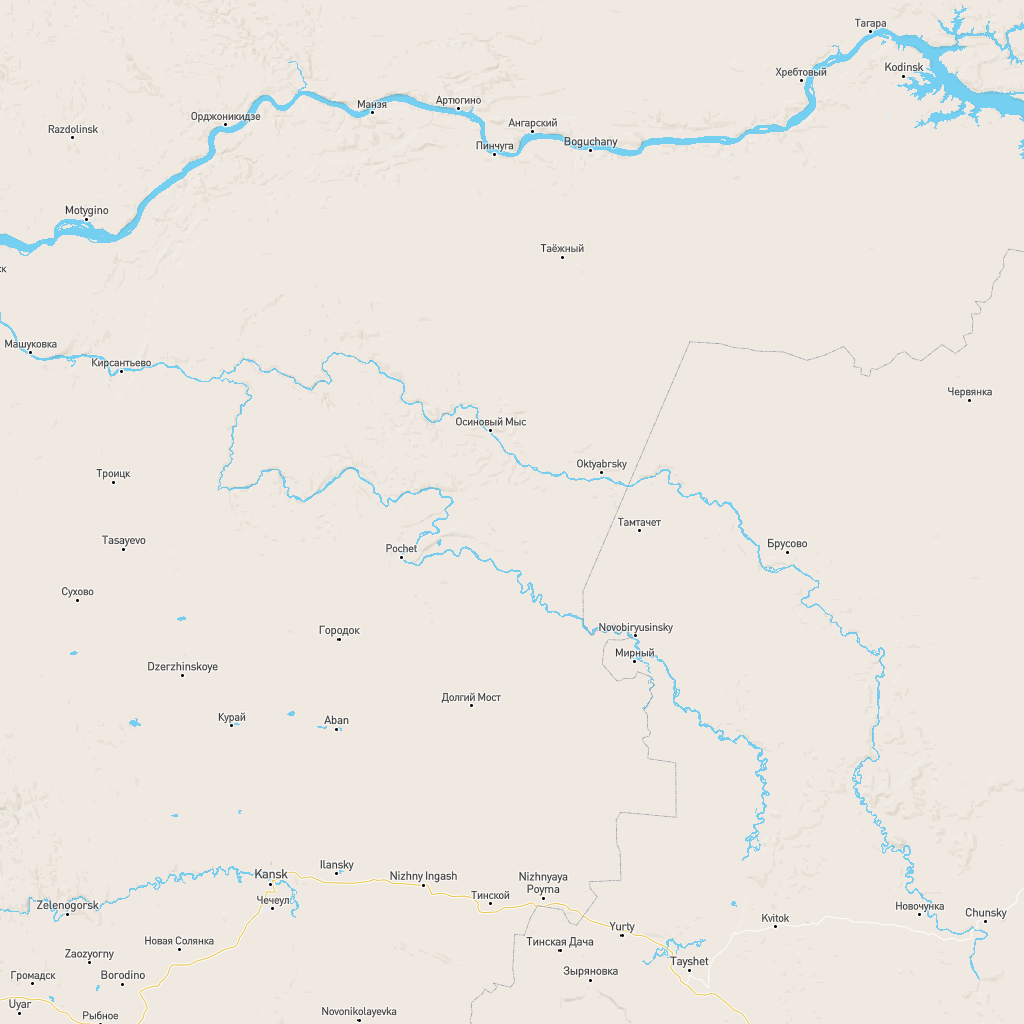 Тагара
Хребтовый
Kodinsk
Манзя
Артюгино
Орджоникидзе
Ангарский
Razdolinsk
Пинчуга
Boguchany
Motygino
Таёжный
ск
Машуковка
Кирсантьево
Червянка
Осиновый Мыс
Oktyabrsky
Троицк
Тамтачет
Tasayevo
Pochet
Брусово
Сухово
Городок
Novobiryusinsky
Мирный
Dzerzhinskoye
Долгий Мост
Курай
Aban
Ilansky
Kansk
Nizhny Ingash
Nizhnyaya
Poyma
Тинской
Чечеул
Zelenogorsk
Новочунка
Chunsky
Kvitok
Yurty
Новая Солянка
Тинская Дача
Zaozyorny
Tayshet
Громадск
Borodino
Зыряновка
Uyar
Рыбное
Novonikolayevka